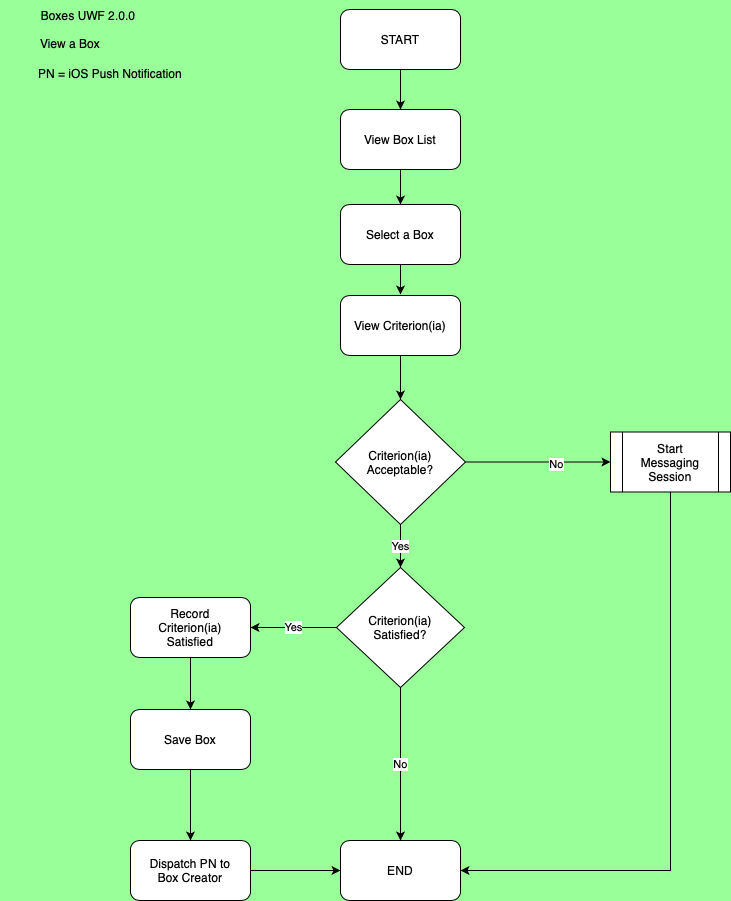 Boxes UWF 2.0.0
View a Box
PN = iOS Push Notification
START
View Box List
Select a Box
View Criterion(ia)
Criterion(ia)
Acceptable?
No
Start
Messaging
Session
Yes
Criterion(ia)
Satisfied?
Yes
Record
Criterion(ia)
Satisfied
Save Box
No
Dispatch PN to
Box Creator
END